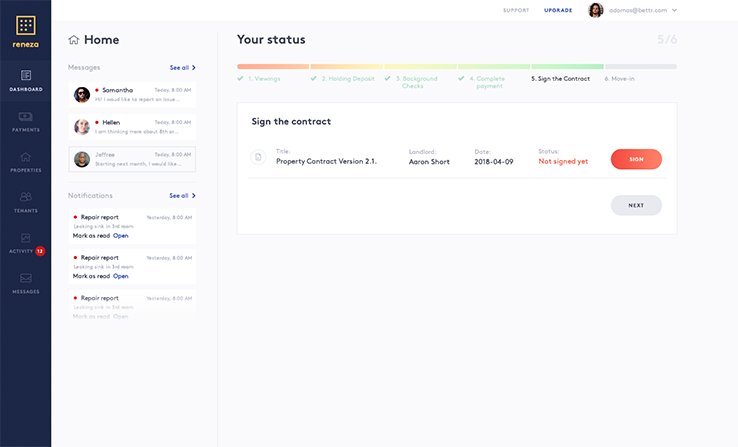 SUPPORT UPGRADE adamos@bettr.com
reneza
DASHBOARD
PAYMENTS
PROPERTIES
TENANTS
ACTIVITY 12
MESSAGES
Home
Messages See all
Samantha Today, 8:00 AM
Hi! I would like to report an issue...
Hellen Today, 8:00 AM
I am thinking more about 8th or...
Jeffree Today, 8:00 AM
Starting next month, I would like...
Notifications See all
Repair report Yesterday, 8:00 AM
Leaking sink in 3rd room
Mark as read Open
Repair report Yesterday, 8:00 AM
Leaking sink in 3rd room
Mark as read Open
Repair report Yesterday, 8:00 AM
Leaking sink in 3rd room
Mark as read Open
Your status 5/6
1. Viewings
2. Holding Deposit
3. Background
Checks
4. Complete
payment
5. Sign the Contract
6. Move-in
Sign the contract
Title: Landlord: Date: Status:
Property Contract Version 2.1. Aaron Short 2018-04-09 Not signed yet
SIGN
NEXT